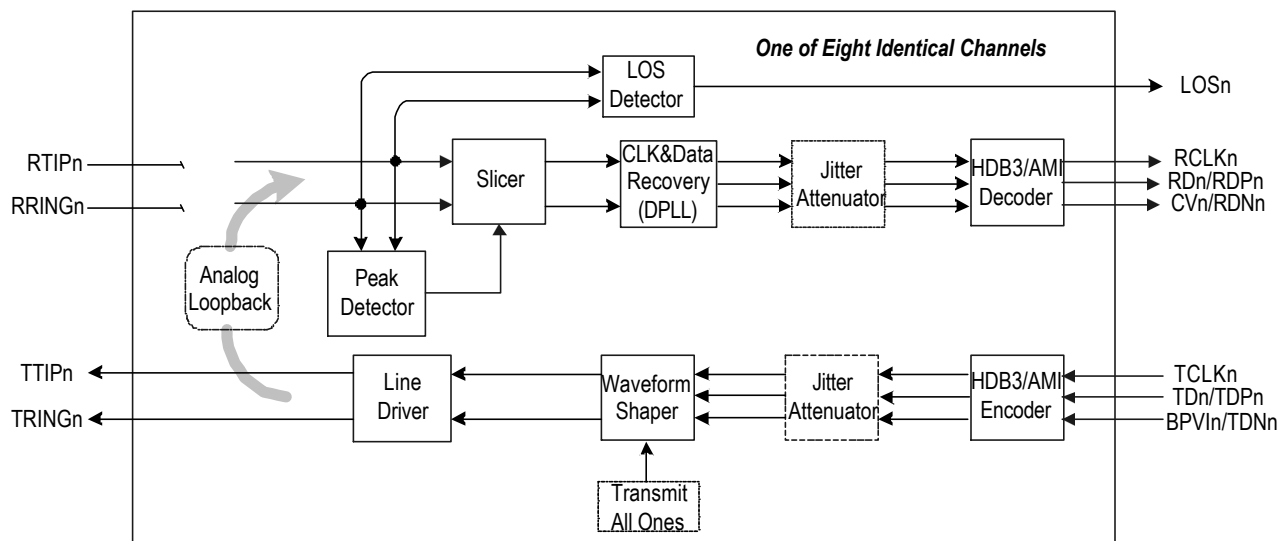 One of Eight Identical Channels
LOS
Detector
LOSn
RTIPn
RRINGn
Slicer
CLK&Data
Recovery
(DPLL)
Jitter
Attenuator
HDB3/AMI
Decoder
RCLKn
RDn/RDPn
CVn/RDNn
Analog
Loopback
Peak
Detector
TTIPn
TRINGn
Line
Driver
Waveform
Shaper
Jitter
Attenuator
HDB3/AMI
Encoder
TCLKn
TDn/TDPn
BPVIn/TDNn
Transmit
All Ones